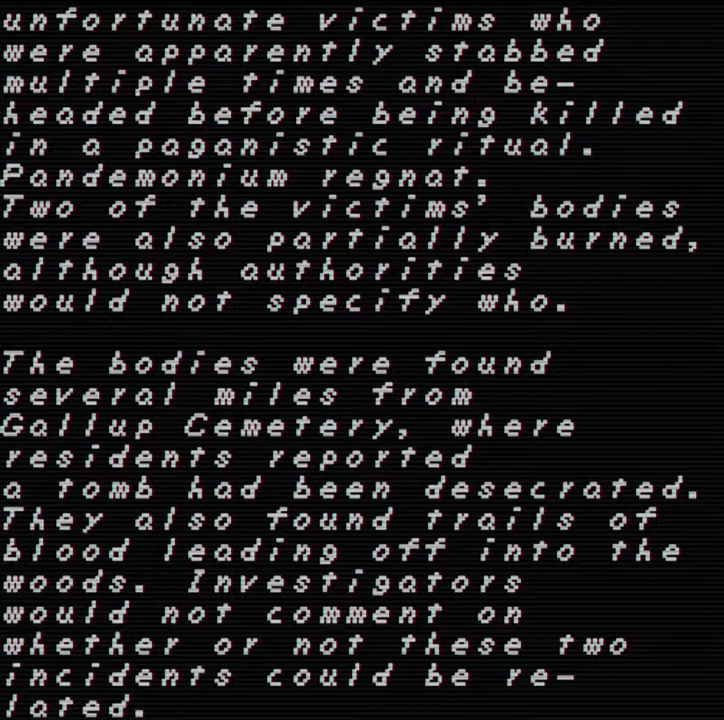 unfortunate victims who
were apparently stabbed
multiple times and be-
headed before being killed
in a paganistic ritual.
Pandemonium regnat.
Two of the victims' bodies
were also partially burned,
although authorities
would not specify who.
The bodies were found
several miles from
Gallup Cemetery, where
residents reported
a tomb had been desecrated.
They also found trails of
blood leading off into the
woods. Investigators
would not comment on
whether or not these two
incidents could be re-
lated.